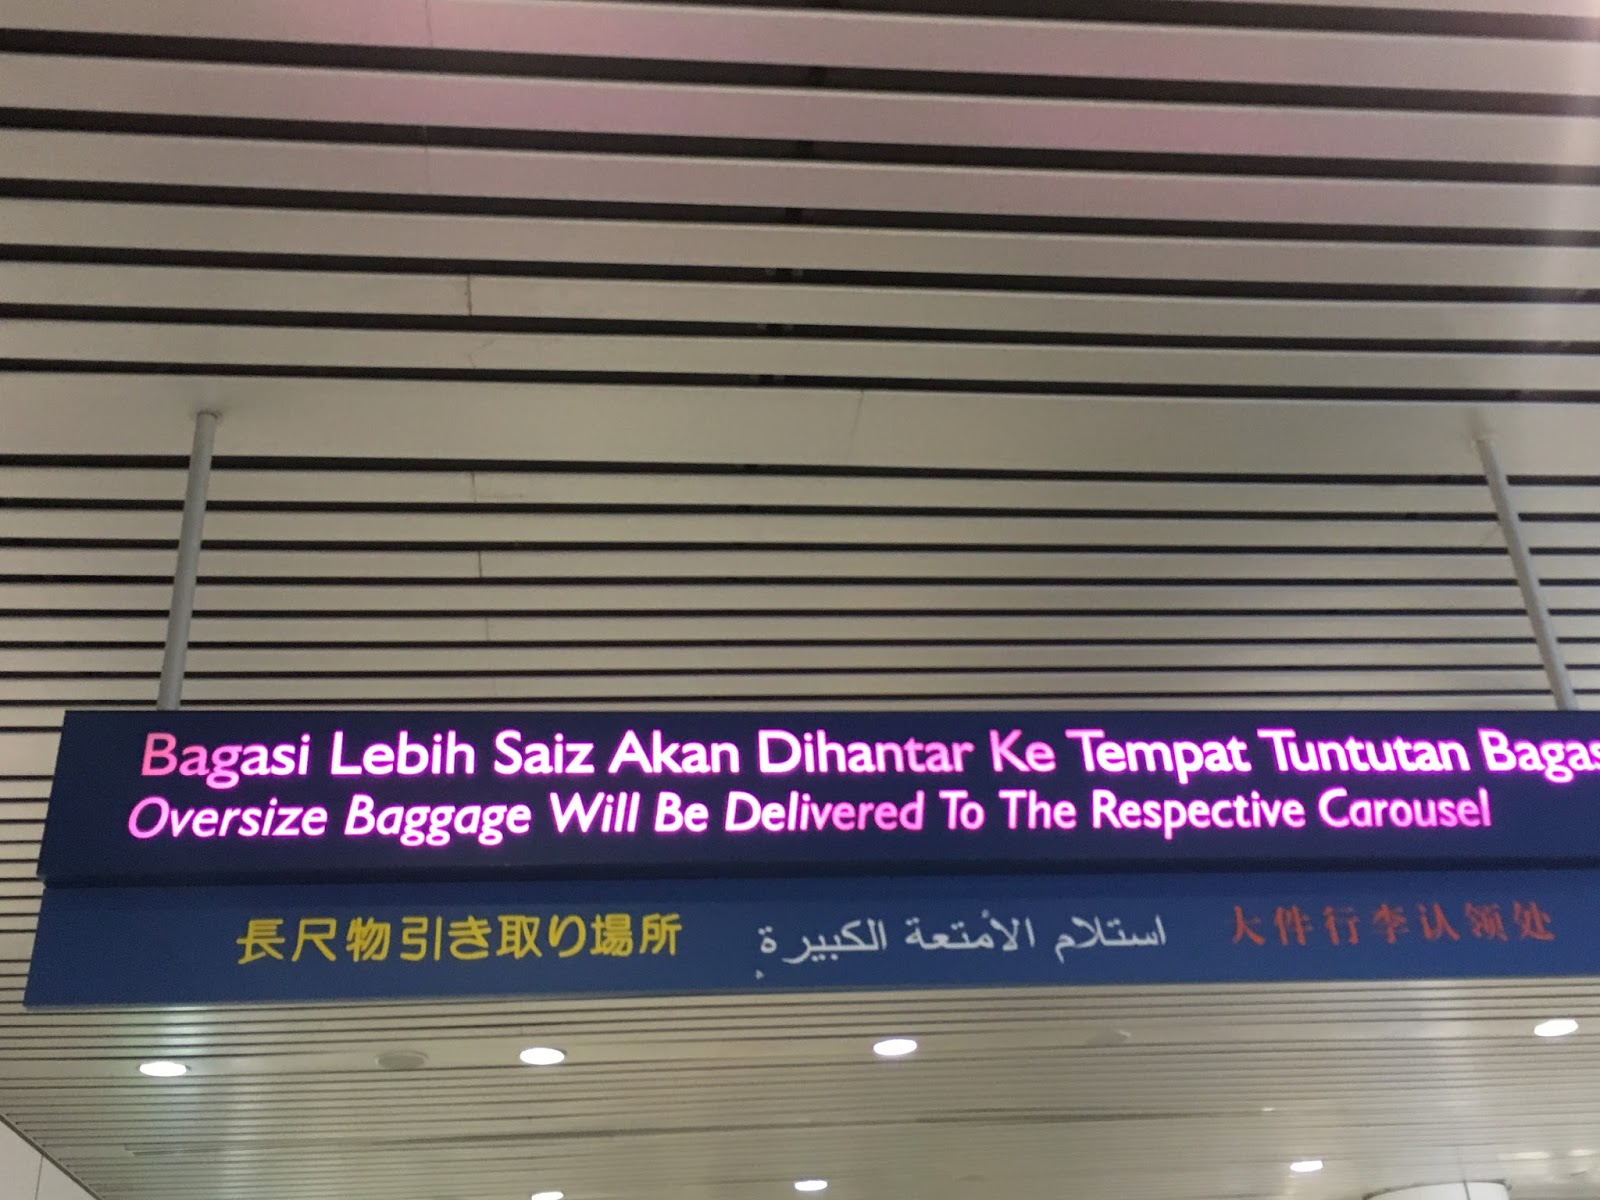 Bagasi Lebih Saiz Akan Dihantar Ke Tempat Tuntutan Bagas
Oversize Baggage Will Be Delivered To The Respective Carousel
長尺物引き取り場所 استلام الأمتعة الكبيرة 大件行李认领处